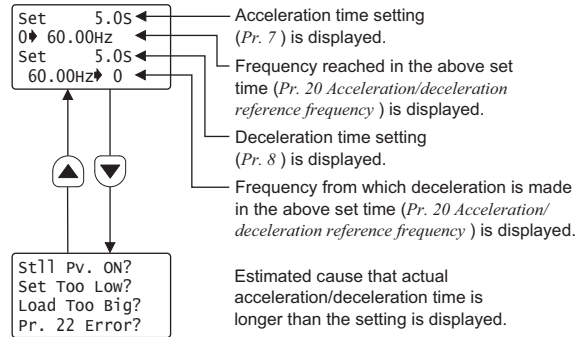 Set 5.0S
0➧ 60.00Hz
Set 5.0S
60.00Hz➧ 0
Acceleration time setting
(Pr. 7 ) is displayed.
Frequency reached in the above set
time (Pr. 20 Acceleration/deceleration
reference frequency ) is displayed.
Deceleration time setting
(Pr. 8 ) is displayed.
Frequency from which deceleration is made
in the above set time (Pr. 20 Acceleration/
deceleration reference frequency ) is displayed.
Stll Pv. ON?
Set Too Low?
Load Too Big?
Pr. 22 Error?
Estimated cause that actual
acceleration/deceleration time is
longer than the setting is displayed.